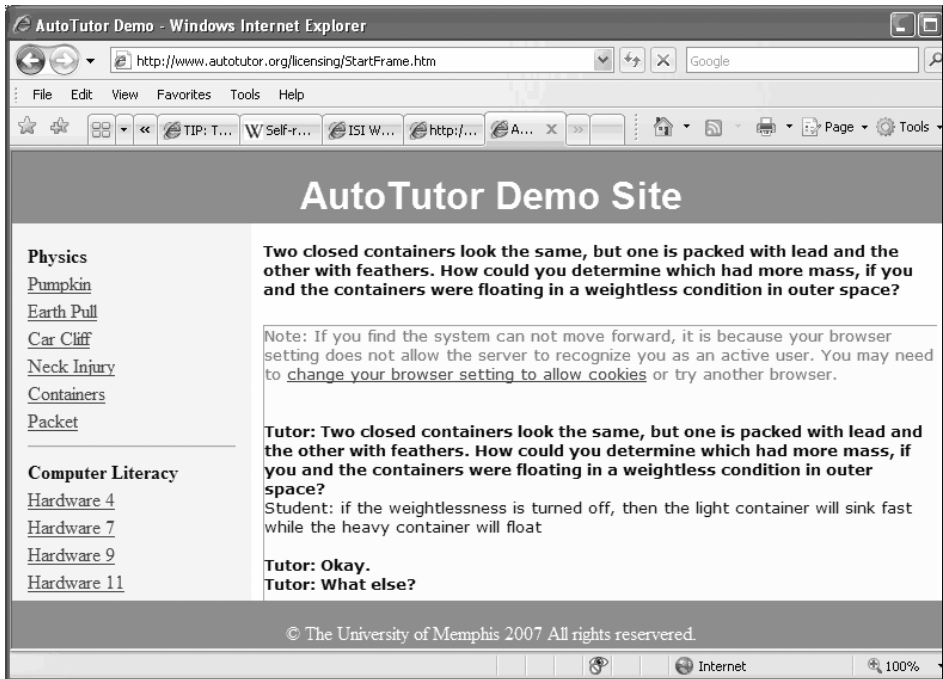 AutoTutor Demo - Windows Internet Explorer
http://www.autotutor.org/licensing/StartFrame.htm
Google
File Edit View Favorites Tools Help
TIP: T... W Self-r... ISI W... http:/... A... Page Tools
AutoTutor Demo Site
Physics
Pumpkin
Earth Pull
Car Cliff
Neck Injury
Containers
Packet
Computer Literacy
Hardware 4
Hardware 7
Hardware 9
Hardware 11
Two closed containers look the same, but one is packed with lead and the
other with feathers. How could you determine which had more mass, if you
and the containers were floating in a weightless condition in outer space?
Note: If you find the system can not move forward, it is because your browser
setting does not allow the server to recognize you as an active user. You may need
to change your browser setting to allow cookies or try another browser.
Tutor: Two closed containers look the same, but one is packed with lead and
the other with feathers. How could you determine which had more mass, if
you and the containers were floating in a weightless condition in outer
space?
Student: if the weightlessness is turned off, then the light container will sink fast
while the heavy container will float
Tutor: Okay.
Tutor: What else?
© The University of Memphis 2007 All rights reservered.
Internet 100%